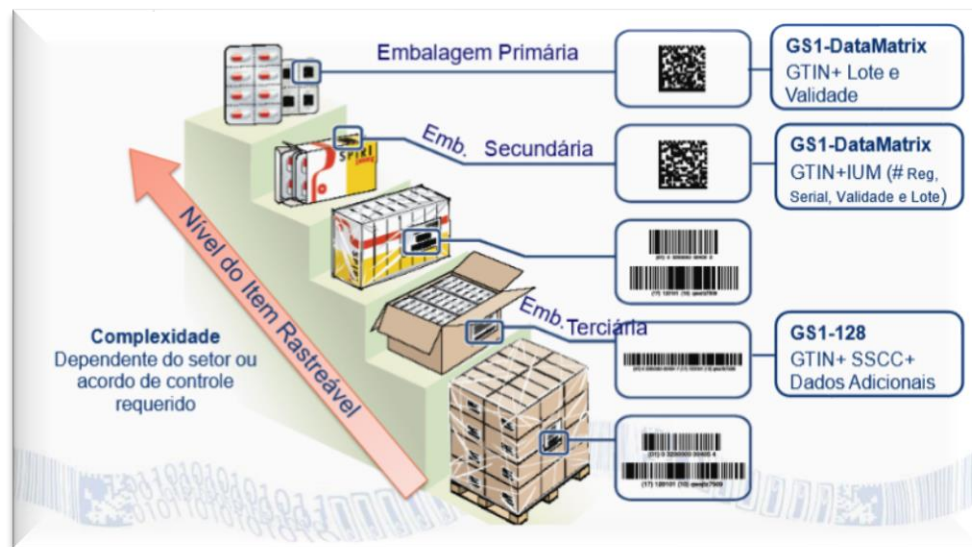 Embalagem Primária
GS1-DataMatrix
GTIN+ Lote e
Validade
Emb. Secundária
GS1-DataMatrix
GTIN+IUM (# Reg,
Serial, Validade e Lote)
SPIRI
Nível do Item Rastreável
Complexidade
Dependente do setor ou
acordo de controle
requerido
Emb. Terciária
GS1-128
GTIN+ SSCC+
Dados Adicionais